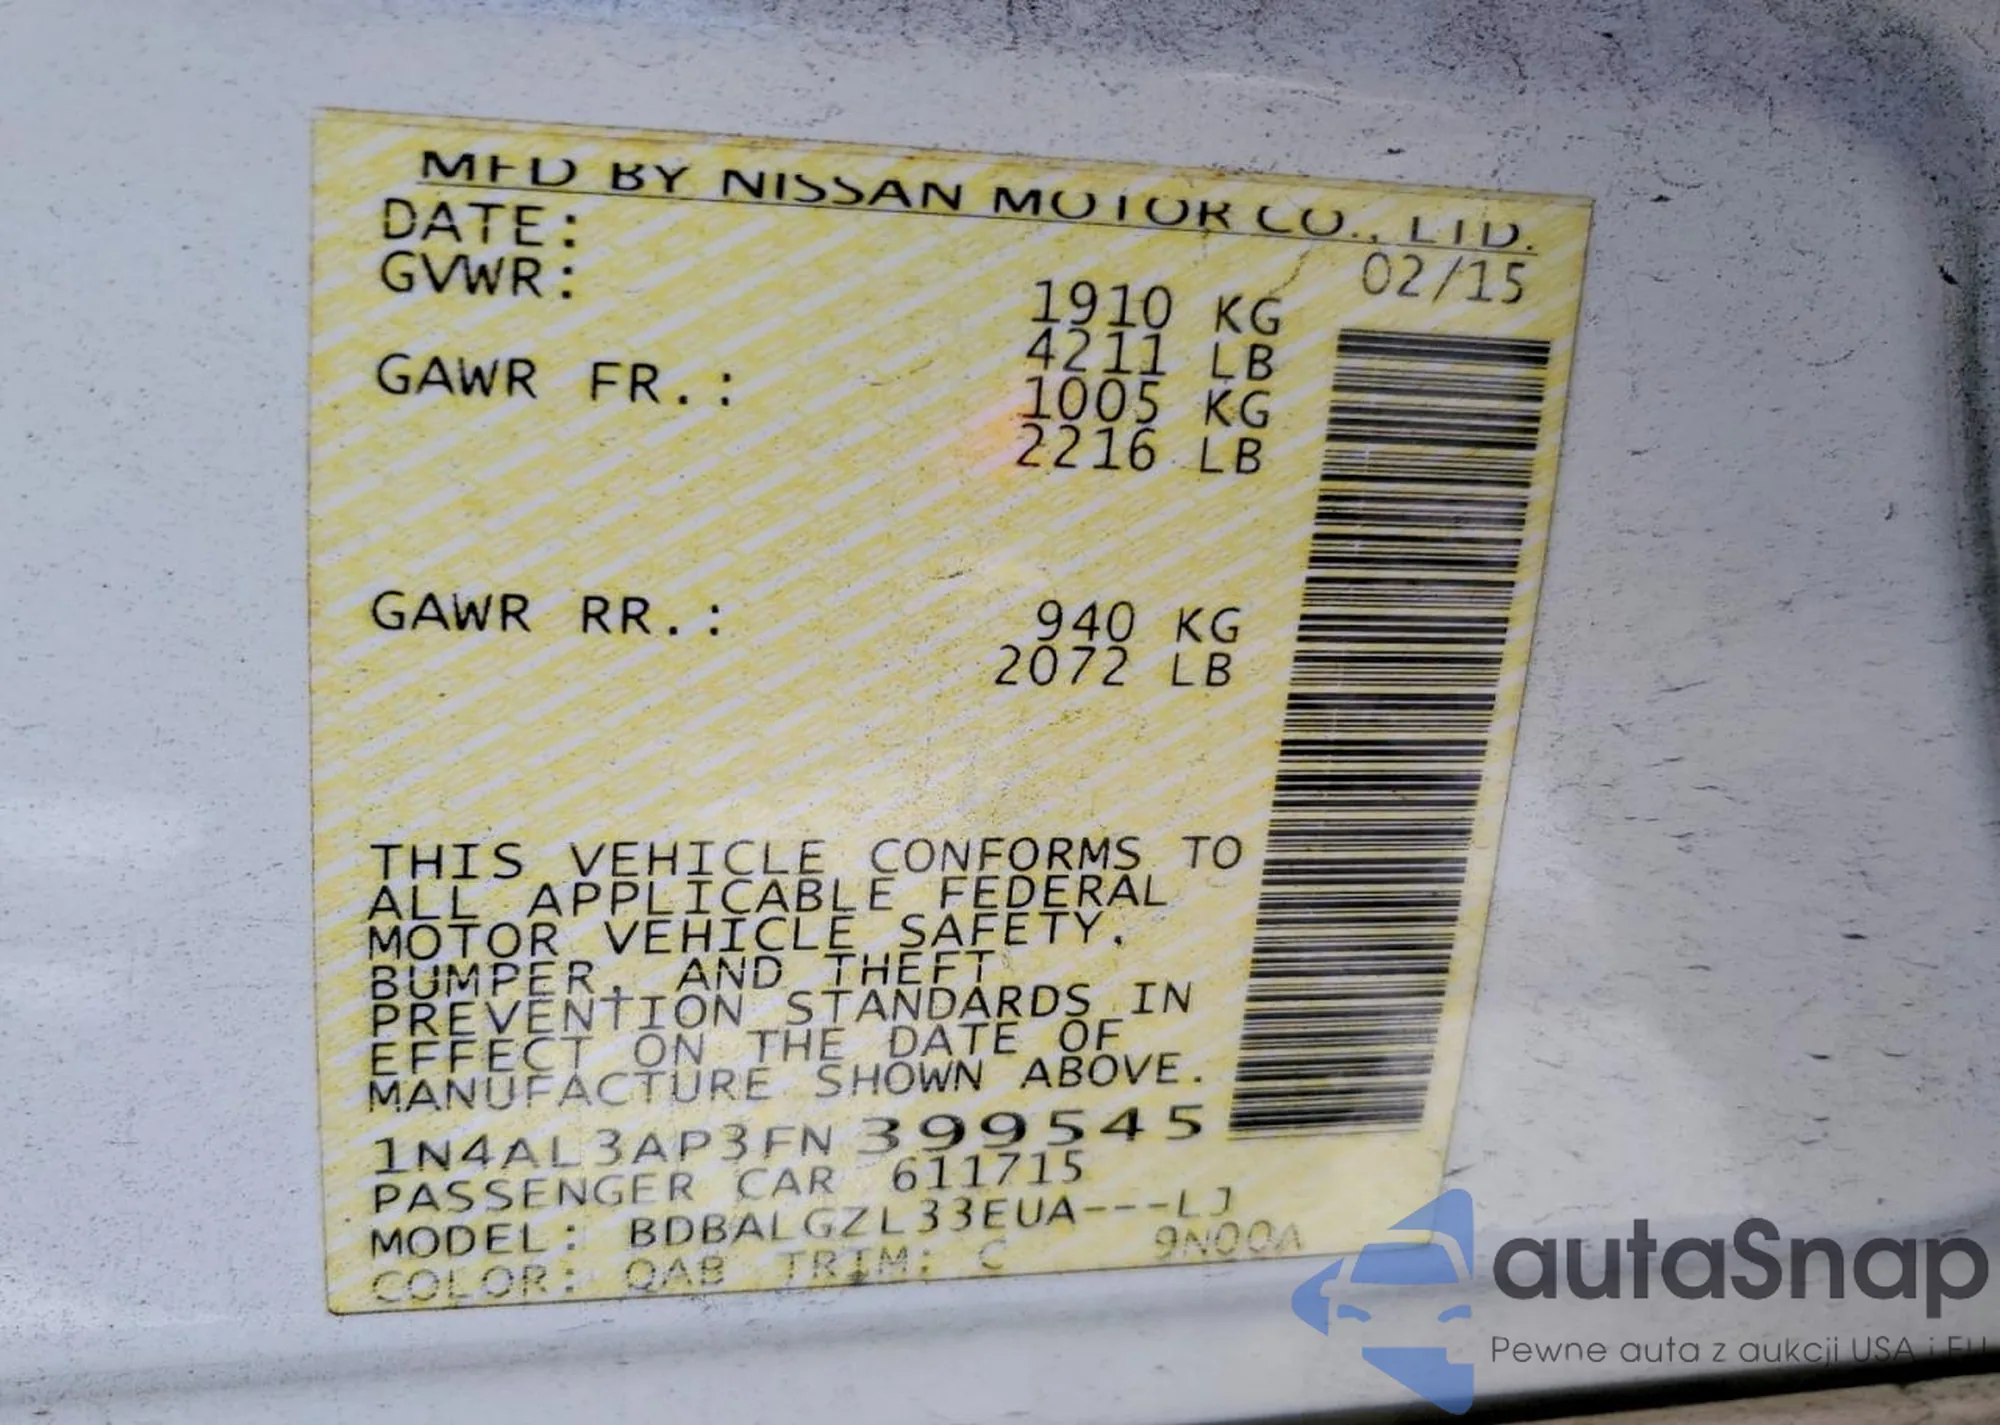 MFD BY NISSAN MOTOR CO., LTD.
DATE: 02/15
GVWR: 1910 KG
4211 LB
GAWR FR.: 1005 KG
2216 LB
GAWR RR.: 940 KG
2072 LB
THIS VEHICLE CONFORMS TO
ALL APPLICABLE FEDERAL
MOTOR VEHICLE SAFETY,
BUMPER, AND THEFT
PREVENTION STANDARDS IN
EFFECT ON THE DATE OF
MANUFACTURE SHOWN ABOVE.
1N4AL3AP3FN 399545
PASSENGER CAR 611715
MODEL: BDBALGZL33EUA---LJ
COLOR: QAB TRIM: C 9N00A
autaSnap
Pewne auta z aukcji USA i EU